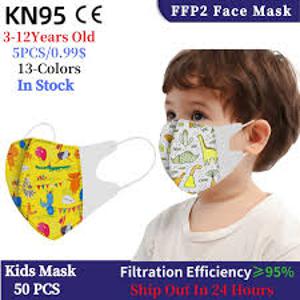 KN95 CE
FFP2 Face Mask
3-12Years Old
5PCS/0.99$
13-Colors
In Stock
Kids Mask
50 PCS
Filtration Efficiency≥95%
Ship Out In 24 Hours